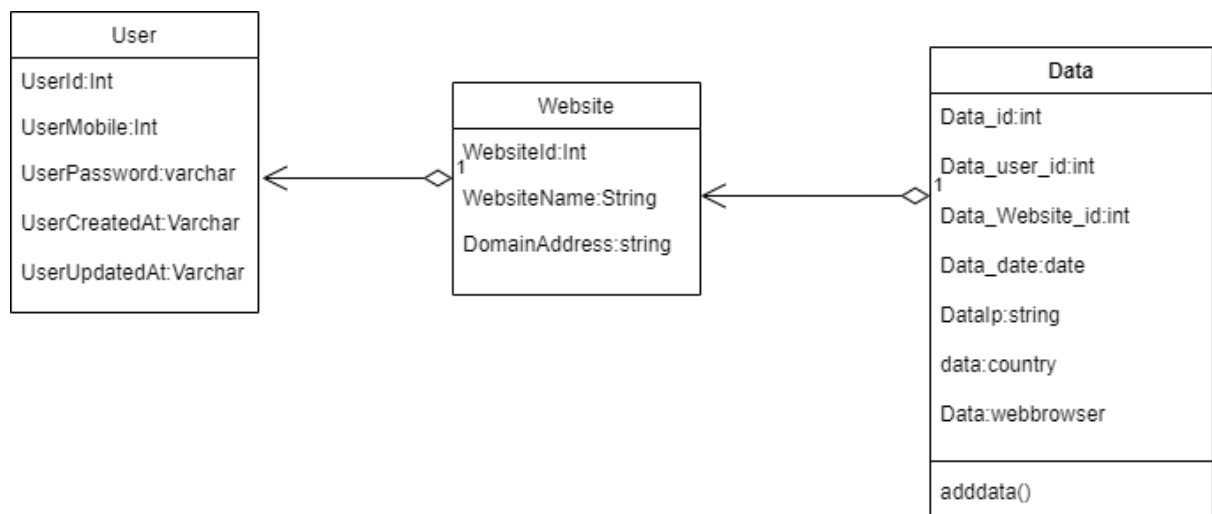 User
UserId:Int
UserMobile:Int
UserPassword:varchar
UserCreatedAt:Varchar
UserUpdatedAt:Varchar
Website
1
WebsiteId:Int
WebsiteName:String
DomainAddress:string
Data
Data_id:int
Data_user_id:int
1
Data_Website_id:int
Data_date:date
DataIp:string
data:country
Data:webbrowser
adddata()